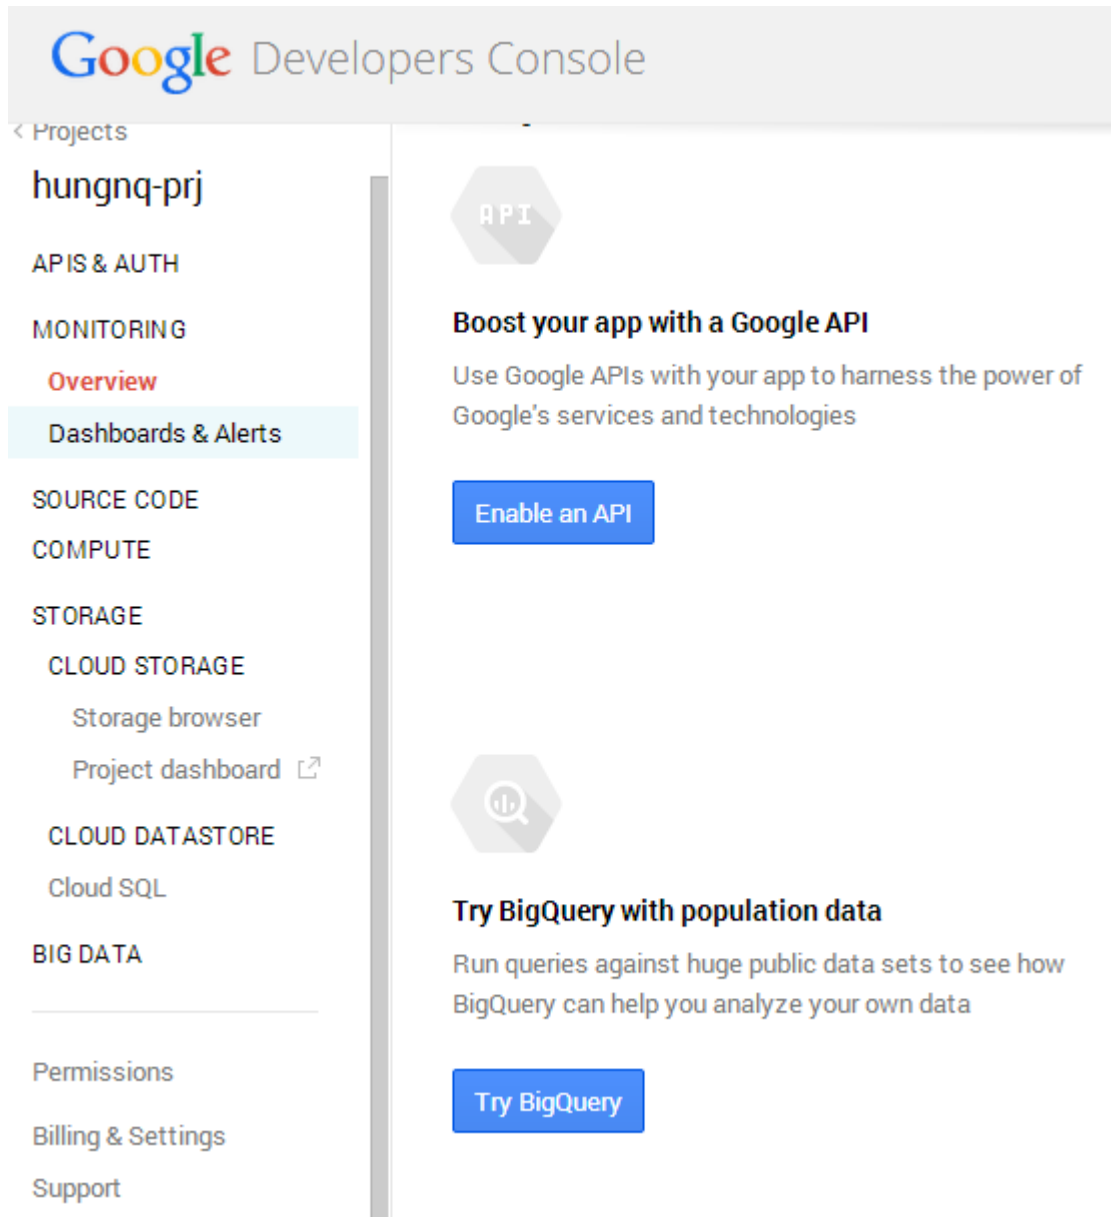 Google Developers Console
< Projects
hungnq-prj
APIS & AUTH
MONITORING
Overview
Dashboards & Alerts
SOURCE CODE
COMPUTE
STORAGE
CLOUD STORAGE
Storage browser
Project dashboard
CLOUD DATASTORE
Cloud SQL
BIG DATA
Permissions
Billing & Settings
Support
API
Boost your app with a Google API
Use Google APIs with your app to harness the power of
Google's services and technologies
Enable an API
Try BigQuery with population data
Run queries against huge public data sets to see how
BigQuery can help you analyze your own data
Try BigQuery